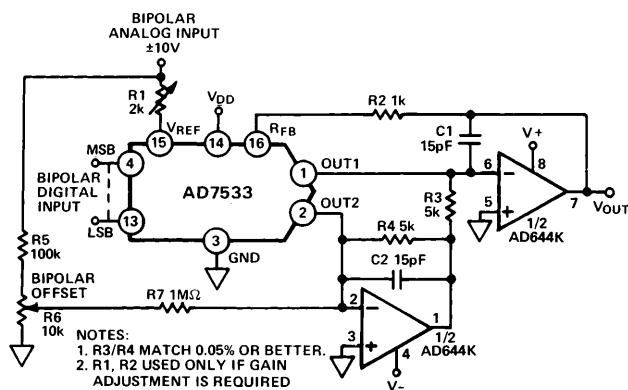 BIPOLAR
ANALOG INPUT
±10V
R1
2k
VDD
R2 1k
C1
15pF
V+
VREF
RFB
15
14
16
8
MSB
4
1
OUT1
6
−
BIPOLAR
DIGITAL
INPUT
AD7533
2
OUT2
R3
5k
5
+
7
VOUT
1/2
AD644K
LSB
13
3
GND
R4 5k
R5
100k
C2 15pF
BIPOLAR
OFFSET
R7 1MΩ
2
−
1
R6
10k
3
+
1/2
AD644K
4
V−
NOTES:
1. R3/R4 MATCH 0.05% OR BETTER.
2. R1, R2 USED ONLY IF GAIN
ADJUSTMENT IS REQUIRED